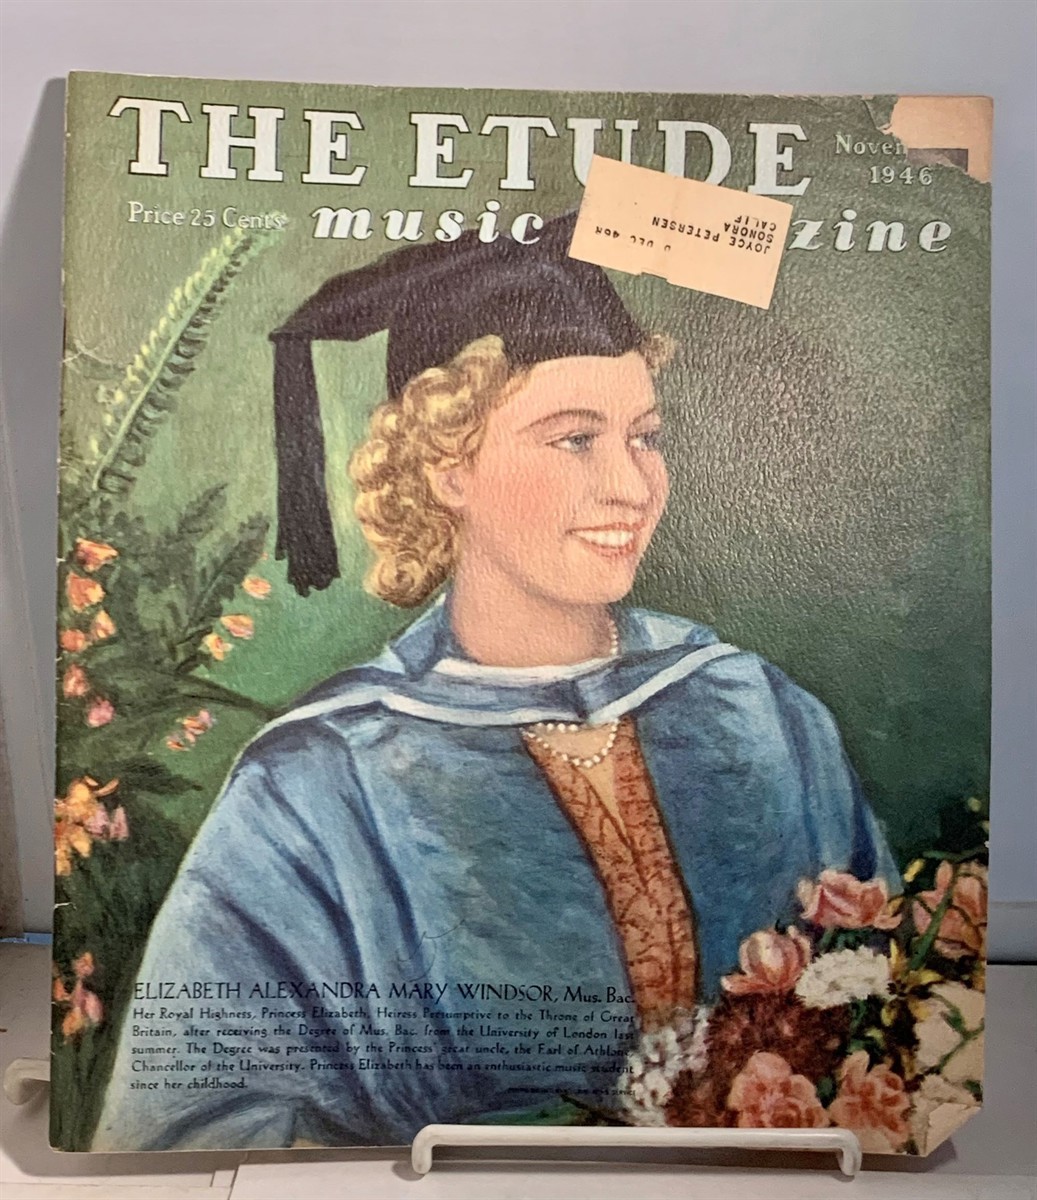 THE ETUDE
Noven
1946
Price 25 Cents
music zine
JOYCE PETERSEN
SONORA
CALIF
DEC 46H
ELIZABETH ALEXANDRA MARY WINDSOR, Mus. Bac.
Her Royal Highness, Princess Elizabeth, Heiress Presumptive to the Throne of Great
Britain, after receiving the Degree of Mus. Bac. from the University of London last
summer. The Degree was presented by the Princess' great uncle, the Earl of Athlone,
Chancellor of the University. Princess Elizabeth has been an enthusiastic music student
since her childhood.